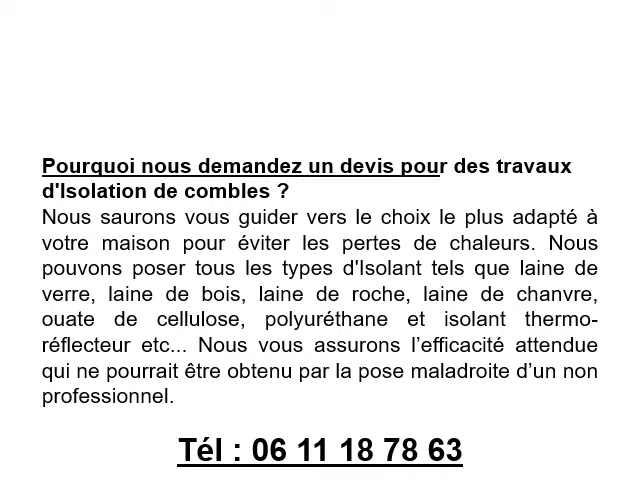 Pourquoi nous demandez un devis pour des travaux
d'Isolation de combles ?
Nous saurons vous guider vers le choix le plus adapté à
votre maison pour éviter les pertes de chaleurs. Nous
pouvons poser tous les types d'Isolant tels que laine de
verre, laine de bois, laine de roche, laine de chanvre,
ouate de cellulose, polyuréthane et isolant thermo-
réflecteur etc... Nous vous assurons l’efficacité attendue
qui ne pourrait être obtenu par la pose maladroite d’un non
professionnel.
Tél : 06 11 18 78 63